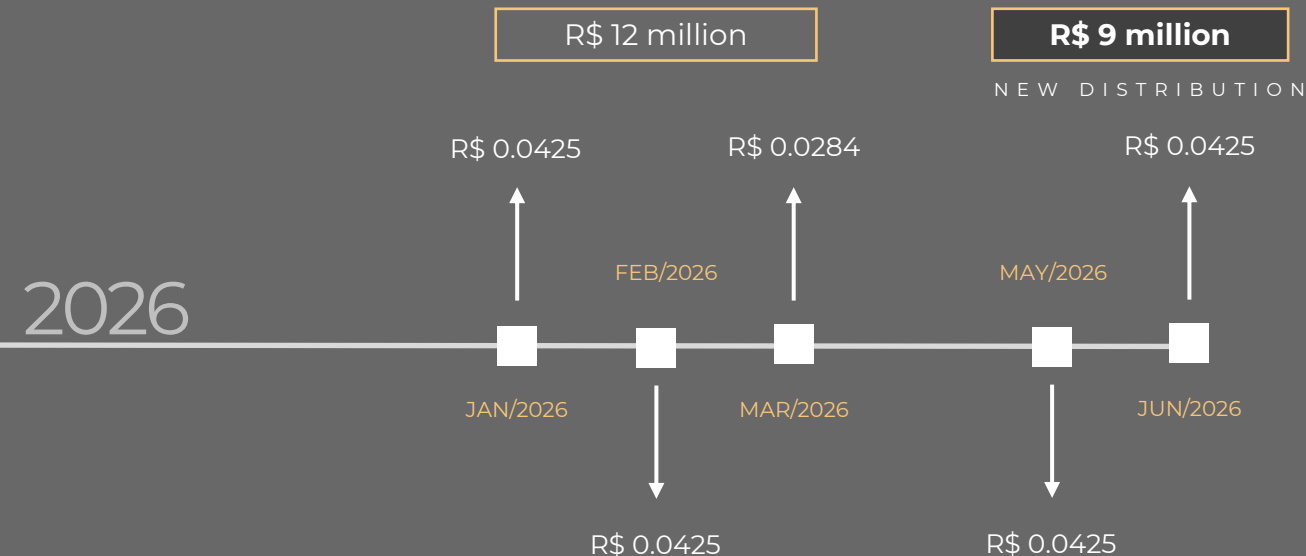 R$ 12 million
R$ 9 million
NEW DISTRIBUTION
R$ 0.0425
R$ 0.0284
R$ 0.0425
FEB/2026
MAY/2026
2026
JAN/2026
MAR/2026
JUN/2026
R$ 0.0425
R$ 0.0425